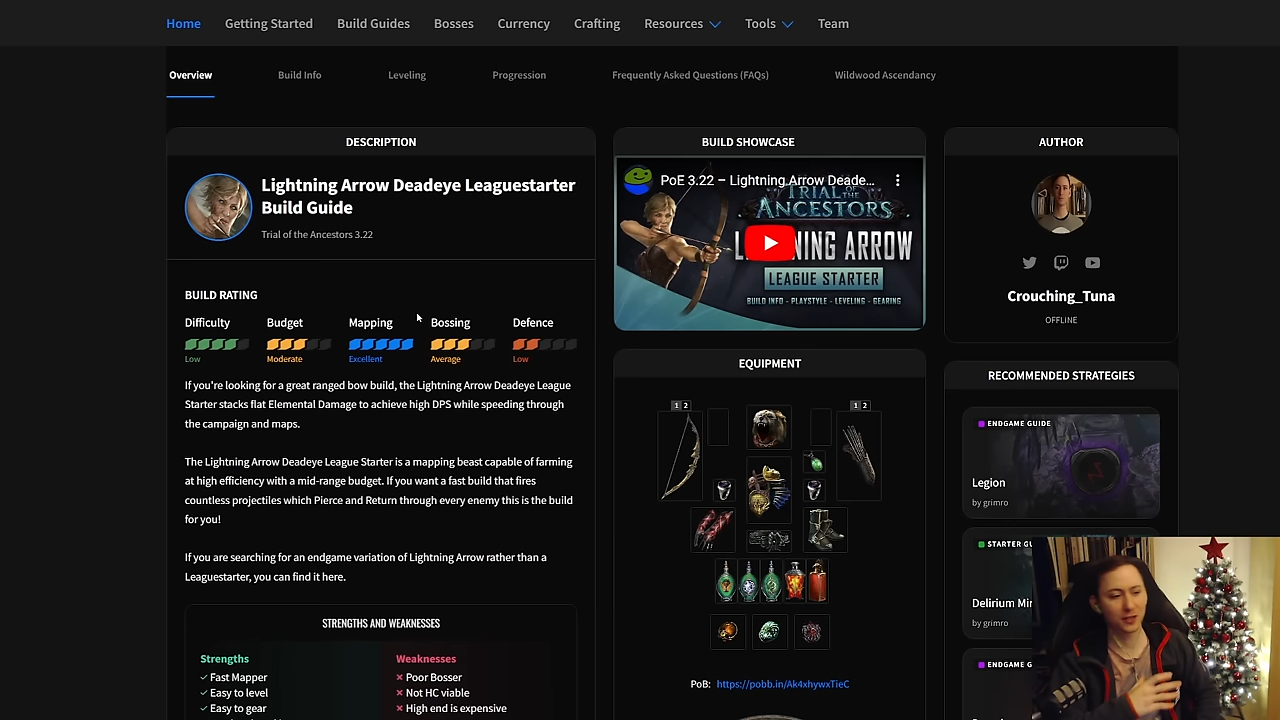 Home
Getting Started
Build Guides
Bosses
Currency
Crafting
Resources
Tools
Team
Overview
Build Info
Leveling
Progression
Frequently Asked Questions (FAQs)
Wildwood Ascendancy
DESCRIPTION
Lightning Arrow Deadeye Leaguestarter
Build Guide
Trial of the Ancestors 3.22
BUILD RATING
Difficulty
Budget
Mapping
Bossing
Defence
Low
Moderate
Excellent
Average
Low
If you're looking for a great ranged bow build, the Lightning Arrow Deadeye League
Starter stacks flat Elemental Damage to achieve high DPS while speeding through
the campaign and maps.
The Lightning Arrow Deadeye League Starter is a mapping beast capable of farming
at high efficiency with a mid-range budget. If you want a fast build that fires
countless projectiles which Pierce and Return through every enemy this is the build
for you!
If you are searching for an endgame variation of Lightning Arrow rather than a
Leaguestarter, you can find it here.
STRENGTHS AND WEAKNESSES
Strengths
Fast Mapper
Easy to level
Easy to gear
Weaknesses
Poor Bosser
Not HC viable
High end is expensive
BUILD SHOWCASE
PoE 3.22 – Lightning Arrow Deade...
TRIAL OF THE
ANCESTORS
NING ARROW
LEAGUE STARTER
BUILD INFO - PLAYSTYLE - LEVELING - GEARING
EQUIPMENT
1 2
1 2
PoB: https://pobb.in/Ak4xhywxTieC
AUTHOR
Crouching_Tuna
OFFLINE
RECOMMENDED STRATEGIES
ENDGAME GUIDE
Legion
by grimro
STARTER GU
Delirium Mir
by grimro
ENDGAME G